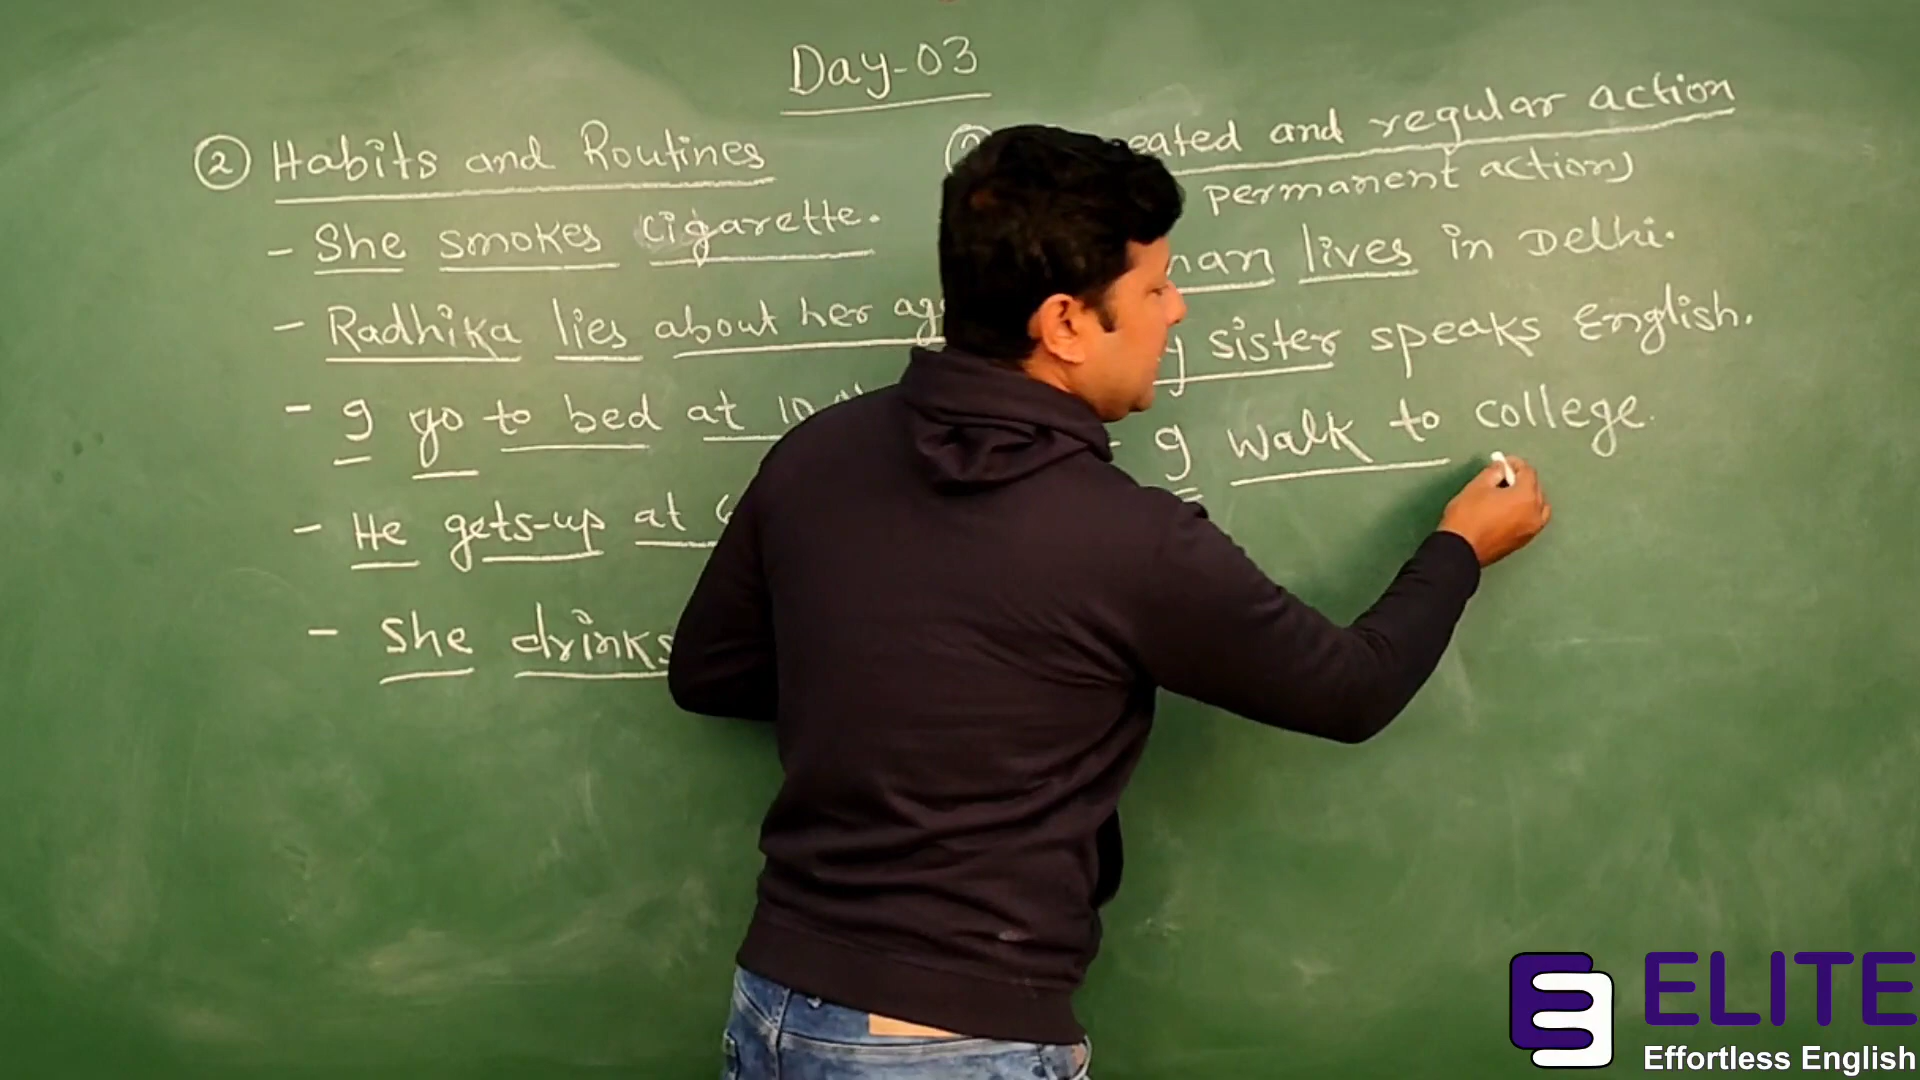 Day-03
② Habits and Routines
- She smokes cigarette.
- Radhika lies about her
- I go to bed at
- He gets-up at
- She drinks
and regular action
permanent action)
lives in Delhi.
sister speaks English.
- I walk to college.
ELITE
Effortless English